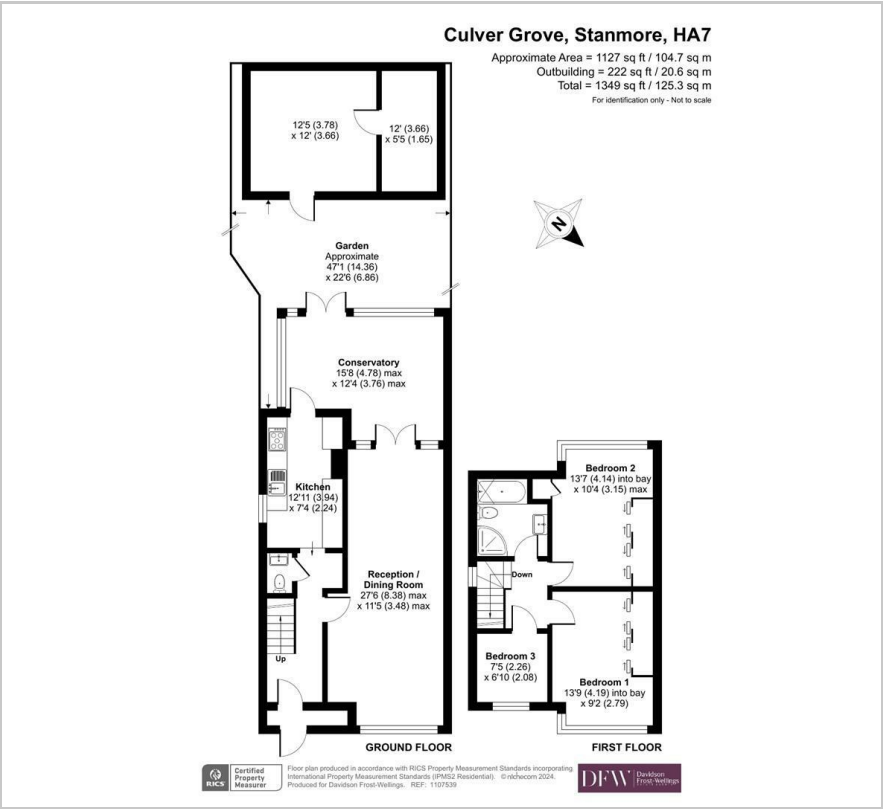 Culver Grove, Stanmore, HA7
Approximate Area = 1127 sq ft / 104.7 sq m
Outbuilding = 222 sq ft / 20.6 sq m
Total = 1349 sq ft / 125.3 sq m
For identification only - Not to scale
12'5 (3.78)
x 12' (3.66)
12' (3.66)
x 5'5 (1.65)
N
Garden
Approximate
47'1 (14.36)
x 22'6 (6.86)
Conservatory
15'8 (4.78) max
x 12'4 (3.76) max
Kitchen
12'11 (3.94)
x 7'4 (2.24)
Reception /
Dining Room
27'6 (8.38) max
x 11'5 (3.48) max
Up
GROUND FLOOR
Bedroom 2
13'7 (4.14) into bay
x 10'4 (3.15) max
Down
Bedroom 3
7'5 (2.26)
x 6'10 (2.08)
Bedroom 1
13'9 (4.19) into bay
x 9'2 (2.79)
FIRST FLOOR
RICS
Certified
Property
Measurer
Floor plan produced in accordance with RICS Property Measurement Standards incorporating
International Property Measurement Standards (IPMS2 Residential). © nichecom 2024.
Produced for Davidson Frost-Wellings. REF: 1107539
DFW
Davidson
Frost-Wellings